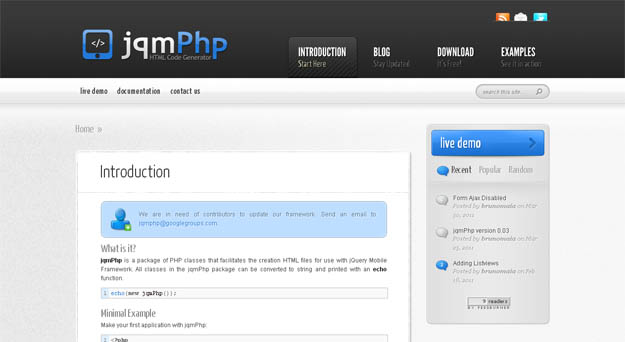 </>
jqmPhp
HTML Code Generator
INTRODUCTION
Start Here
BLOG
Stay Updated
DOWNLOAD
It's Free!
EXAMPLES
See it in action
live demo
documentation
contact us
search this site...
Home »
Introduction
We are in need of contributors to update our framework. Send an email to
jqmphp@googlegroups.com.
What is it?
jqmPhp is a package of PHP classes that facilitates the creation HTML files for use with jQuery Mobile
Framework. All classes in the jqmPhp package can be converted to string and printed with an echo
function.
1 echo(new jqmPhp());
Minimal Example
Make your first application with jqmPhp:
1 <?php
live demo
Recent
Popular
Random
Form Ajax Disabled
Posted by brunomaia on Mar
30, 2011
jqmPhp version 0.03
Posted by brunomaia on Mar
2011
2
Adding Listviews
Posted by brunomaia on Feb
2011
9 readers
BY FEEDBURNER